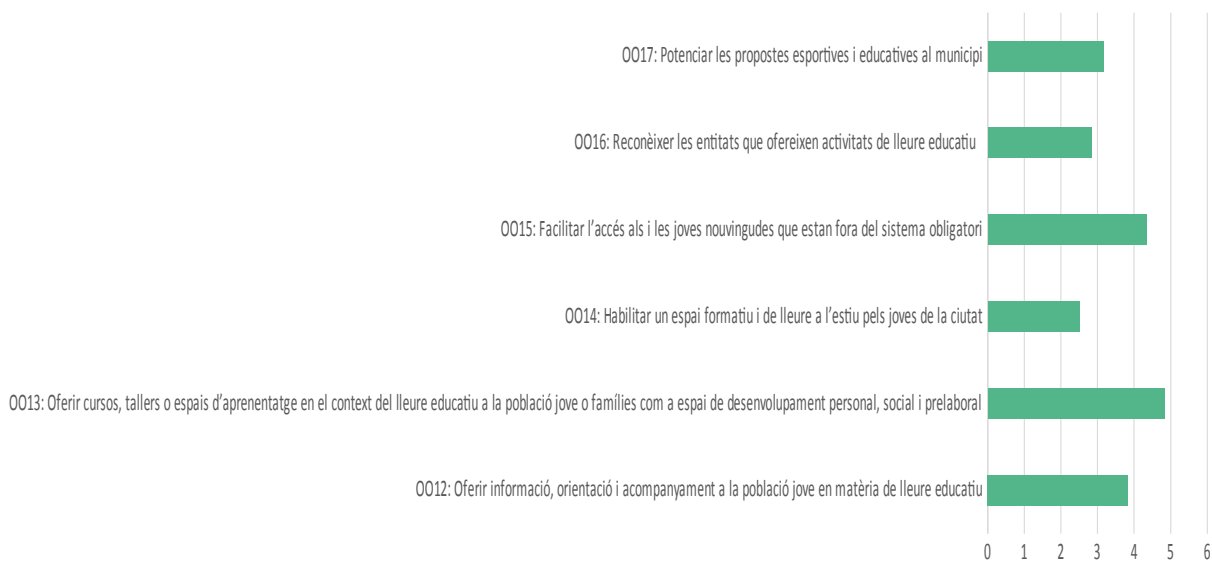 OO17: Potenciar les propostes esportives i educatives al municipi
OO16: Reconèixer les entitats que ofereixen activitats de lleure educatiu
OO15: Facilitar l’accés als i les joves nouvingudes que estan fora del sistema obligatori
OO14: Habilitar un espai formatiu i de lleure a l’estiu pels joves de la ciutat
OO13: Oferir cursos, tallers o espais d’aprenentatge en el context del lleure educatiu a la població jove o famílies com a espai de desenvolupament personal, social i prelaboral
OO12: Oferir informació, orientació i acompanyament a la població jove en matèria de lleure educatiu
0 1 2 3 4 5 6